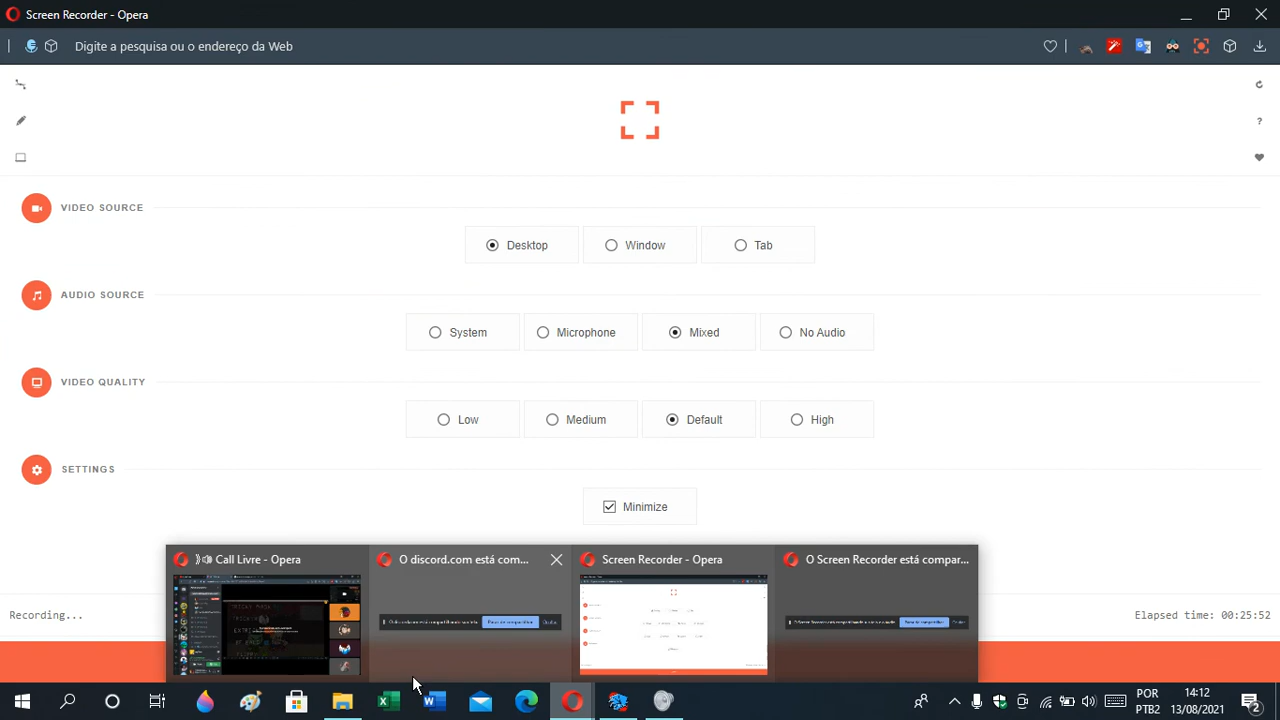 Screen Recorder - Opera
Digite a pesquisa ou o endereço da Web
?
VIDEO SOURCE
Desktop
Window
Tab
AUDIO SOURCE
System
Microphone
Mixed
No Audio
VIDEO QUALITY
Low
Medium
Default
High
SETTINGS
Minimize
Call Livre - Opera
O discord.com está com...
Screen Recorder - Opera
O Screen Recorder está compar...
Recording...
Elapsed time: 00:25:52
POR
PTB2
14:12
13/08/2021
2